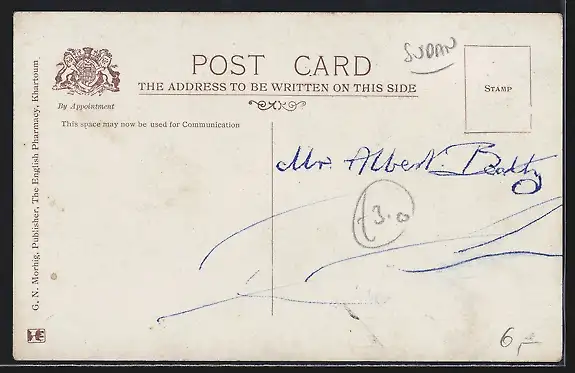 SUDAN
POST CARD
THE ADDRESS TO BE WRITTEN ON THIS SIDE
STAMP
By Appointment
This space may now be used for Communication
G. N. Morhig, Publisher, The English Pharmacy, Khartoum
Mr. Albert Beatty
£3.0
6,-